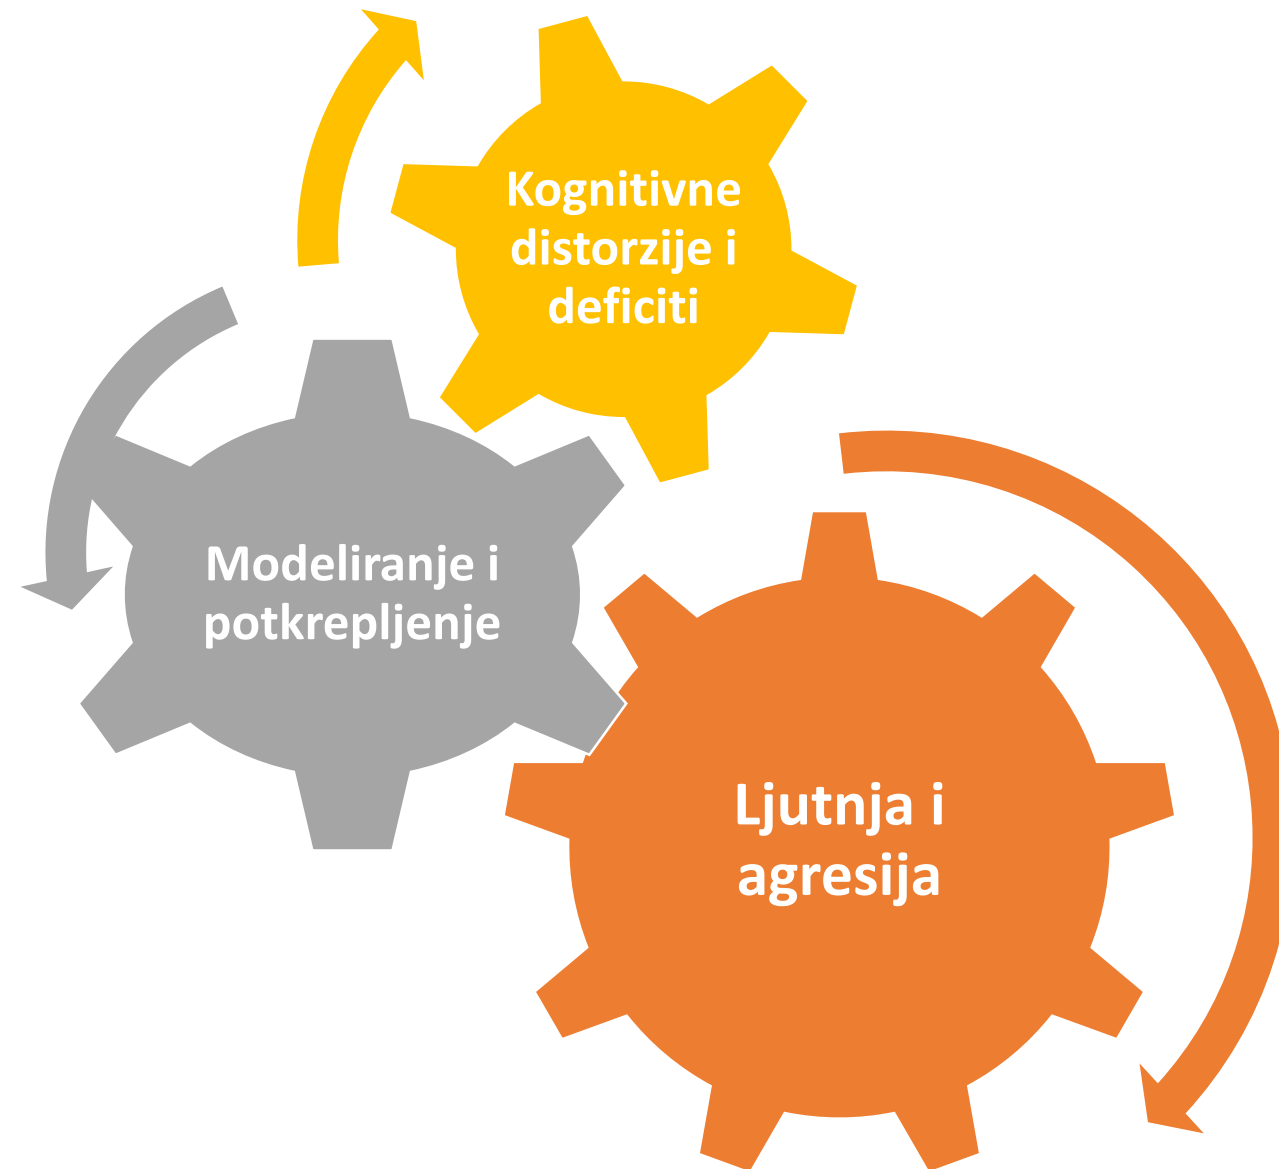 Kognitivne
distorzije i
deficiti
Modeliranje i
potkrepljenje
Ljutnja i
agresija